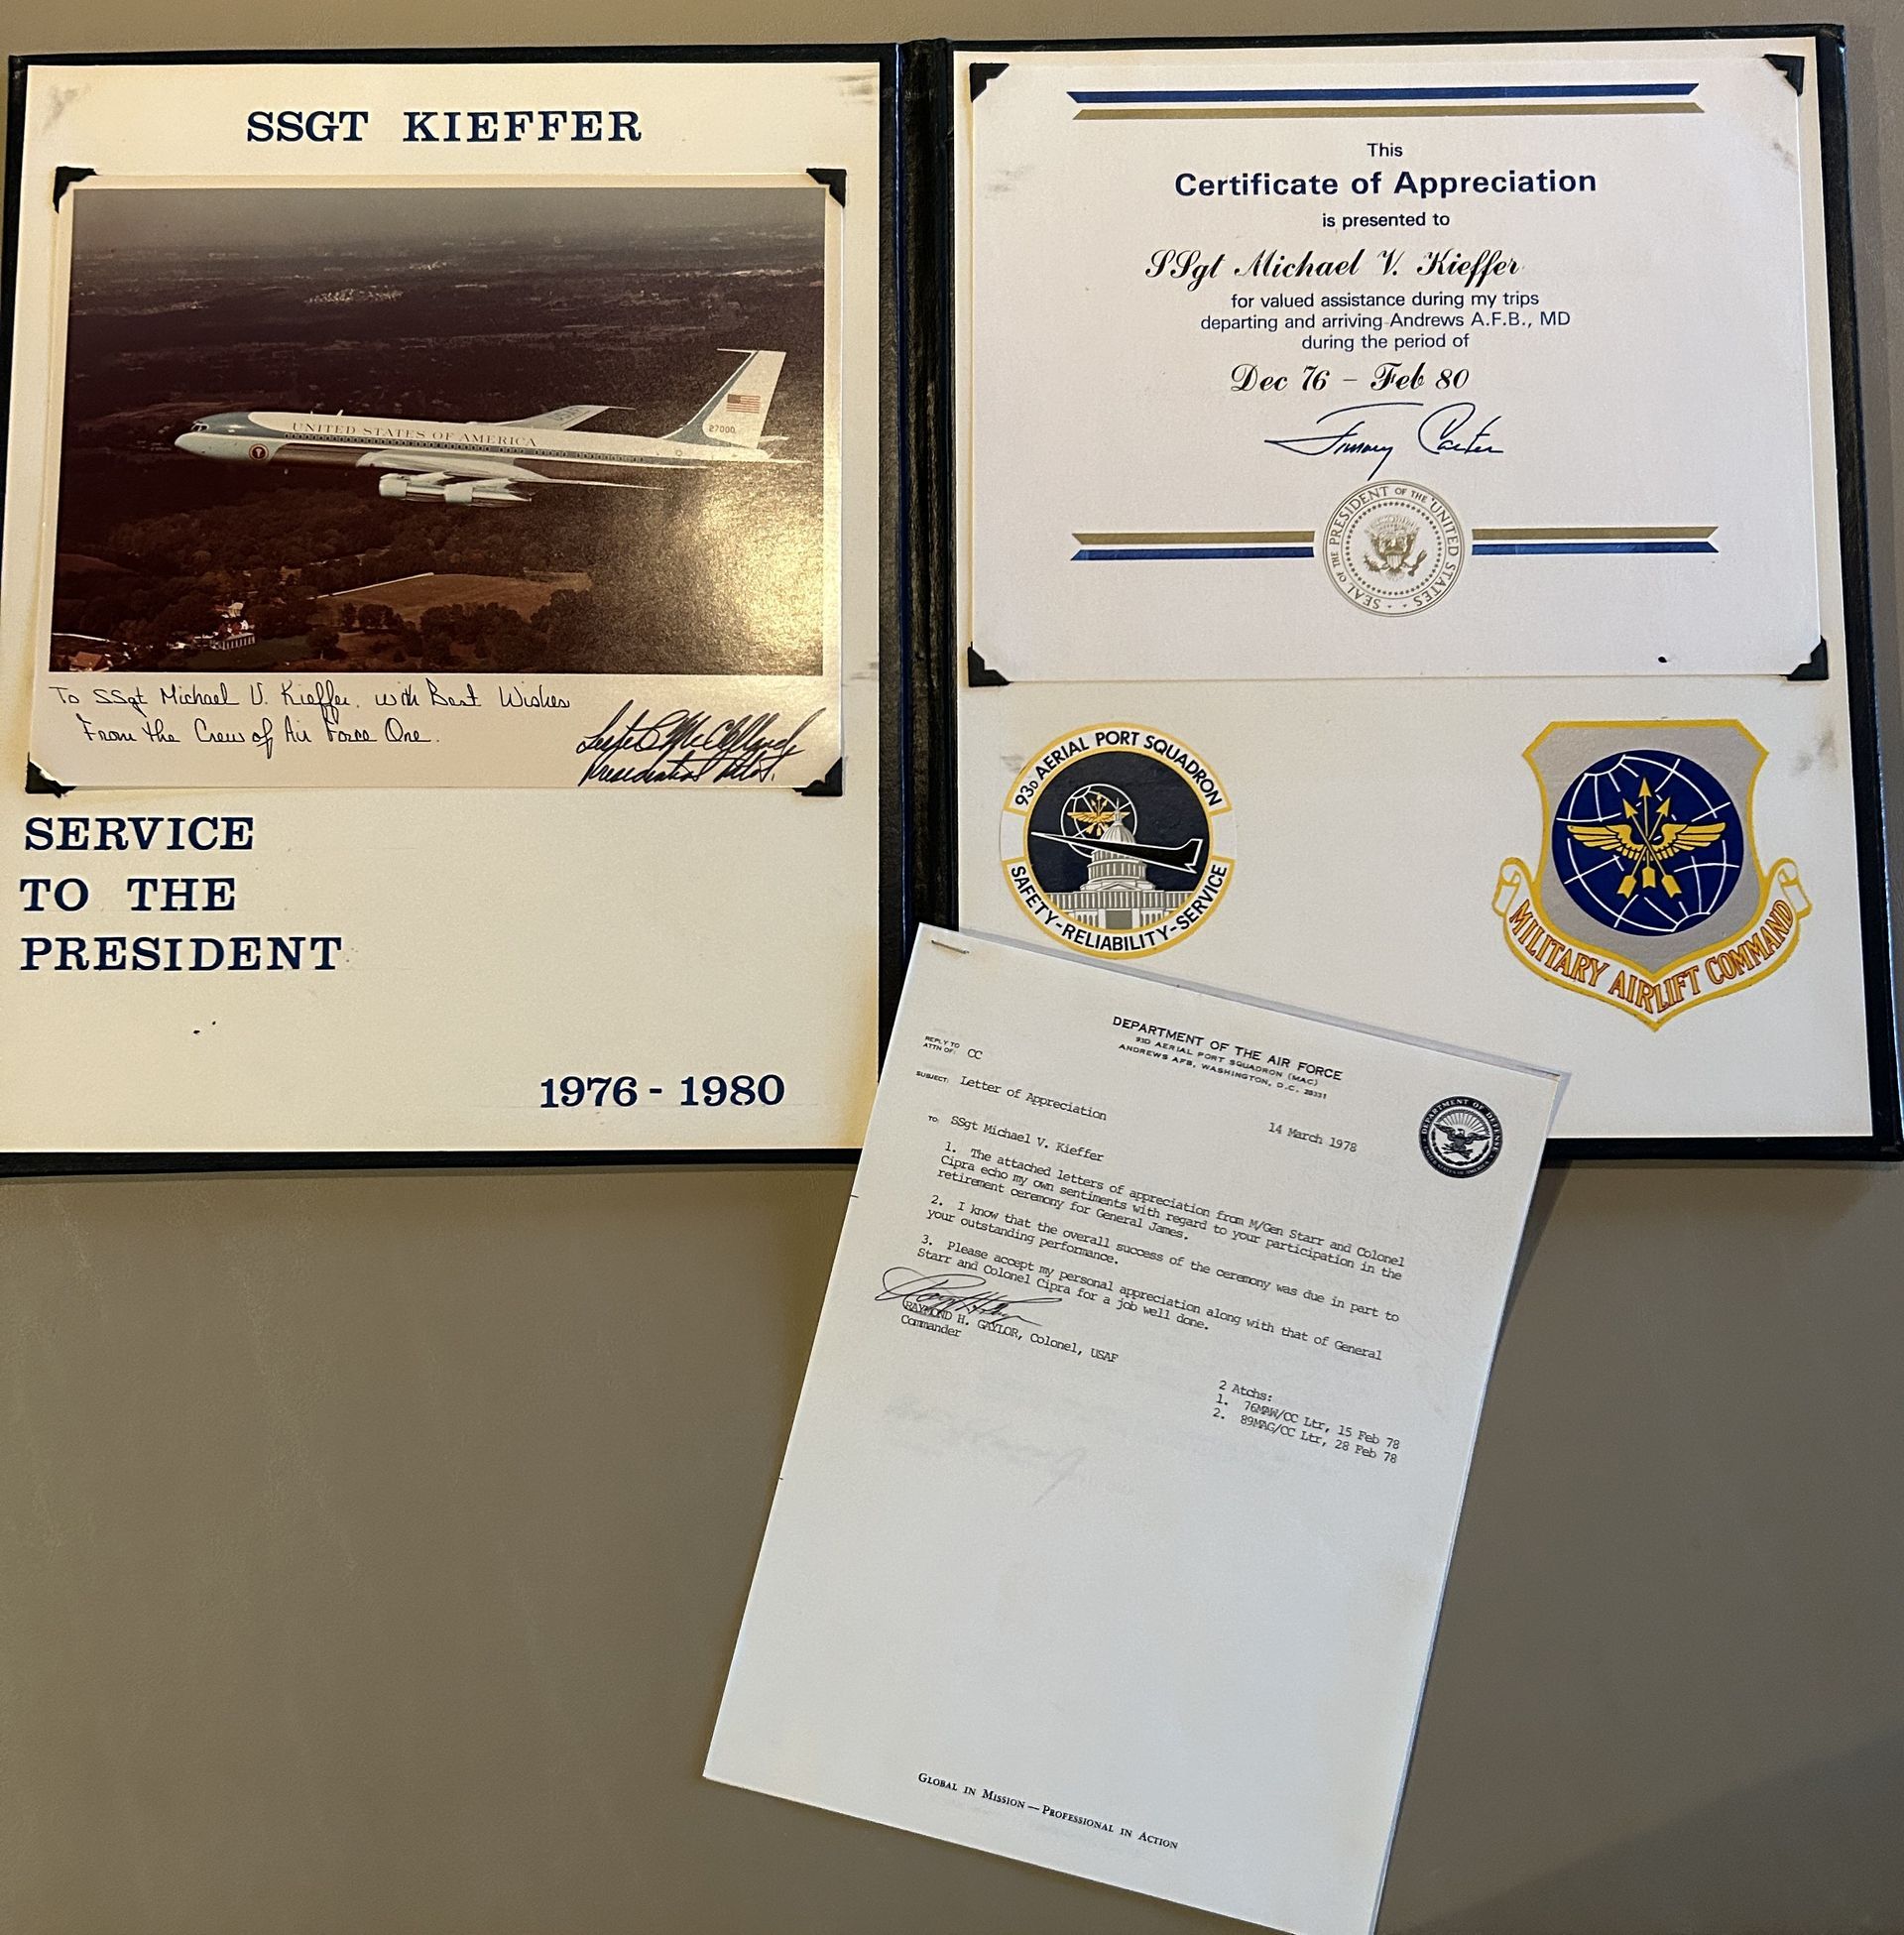 SSGT KIEFFER
UNITED STATES OF AMERICA
27000
To SSgt Michael V. Kieffer, with Best Wishes
From the Crew of Air Force One.
Presidential Pilot.
SERVICE
TO THE
PRESIDENT
1976 - 1980
This
Certificate of Appreciation
is presented to
SSgt Michael V. Kieffer
for valued assistance during my trips
departing and arriving Andrews A.F.B., MD
during the period of
Dec 76 - Feb 80
Jimmy Carter
SEAL OF THE PRESIDENT OF THE UNITED STATES
93D AERIAL PORT SQUADRON
SAFETY-RELIABILITY-SERVICE
MILITARY AIRLIFT COMMAND
DEPARTMENT OF THE AIR FORCE
93D AERIAL PORT SQUADRON (MAC)
ANDREWS AFB, WASHINGTON, D.C. 20331
REPLY TO
ATTN OF: CC
14 March 1978
SUBJECT: Letter of Appreciation
TO: SSgt Michael V. Kieffer
DEPARTMENT OF DEFENSE
UNITED STATES OF AMERICA
1. The attached letters of appreciation from M/Gen Starr and Colonel
Cipra echo my own sentiments with regard to your participation in the
retirement ceremony for General James.
2. I know that the overall success of the ceremony was due in part to
your outstanding performance.
3. Please accept my personal appreciation along with that of General
Starr and Colonel Cipra for a job well done.
RAYMOND H. GAYLOR, Colonel, USAF
Commander
2 Atchs:
1. 76MAW/CC Ltr, 15 Feb 78
2. 89MAG/CC Ltr, 28 Feb 78
GLOBAL IN MISSION — PROFESSIONAL IN ACTION